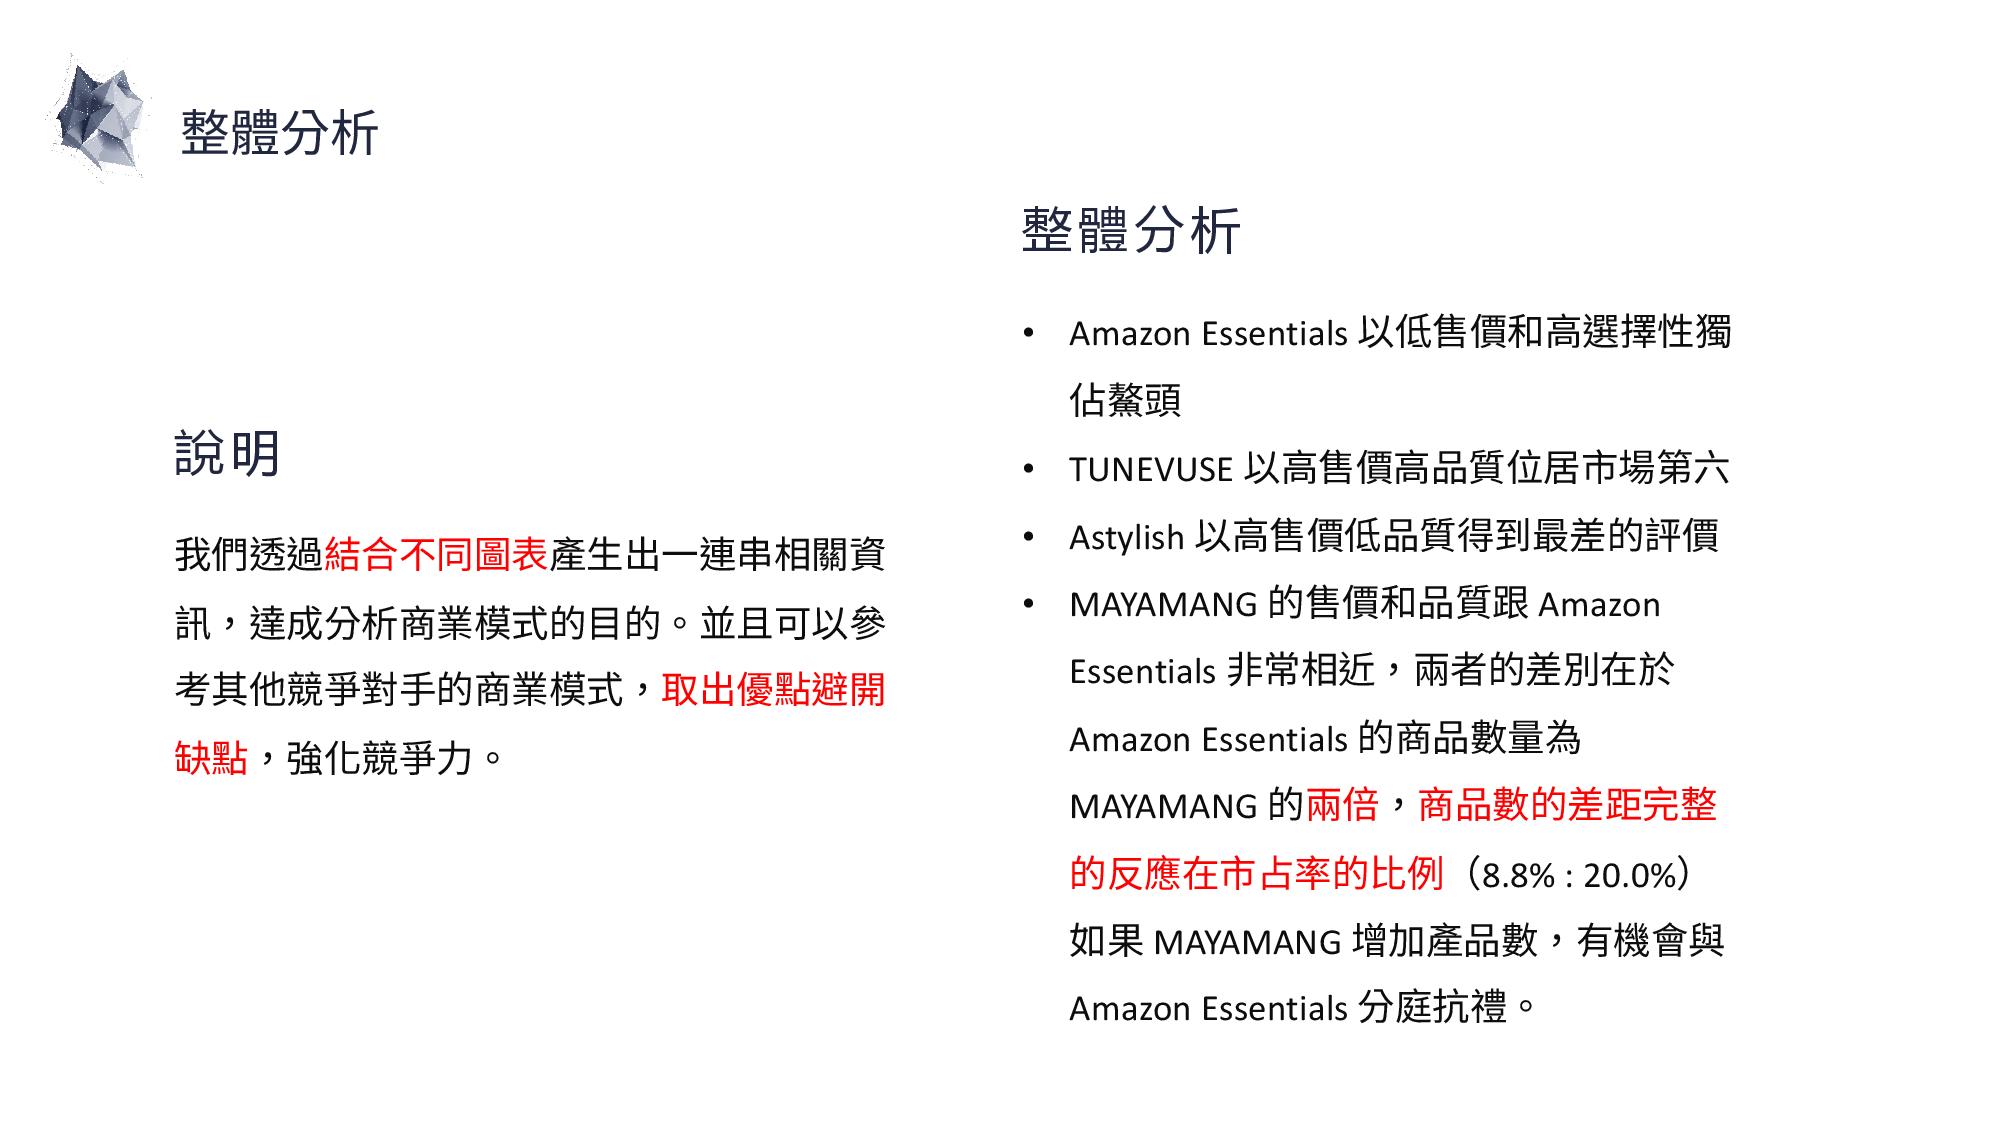 整體分析
說明
我們透過結合不同圖表產生出一連串相關資
訊，達成分析商業模式的目的。並且可以參
考其他競爭對手的商業模式，取出優點避開
缺點，強化競爭力。
整體分析
• Amazon Essentials 以低售價和高選擇性獨
佔鰲頭
• TUNEVUSE 以高售價高品質位居市場第六
• Astylish 以高售價低品質得到最差的評價
• MAYAMANG 的售價和品質跟 Amazon
Essentials 非常相近，兩者的差別在於
Amazon Essentials 的商品數量為
MAYAMANG 的兩倍，商品數的差距完整
的反應在市占率的比例（8.8% : 20.0%）
如果 MAYAMANG 增加產品數，有機會與
Amazon Essentials 分庭抗禮。